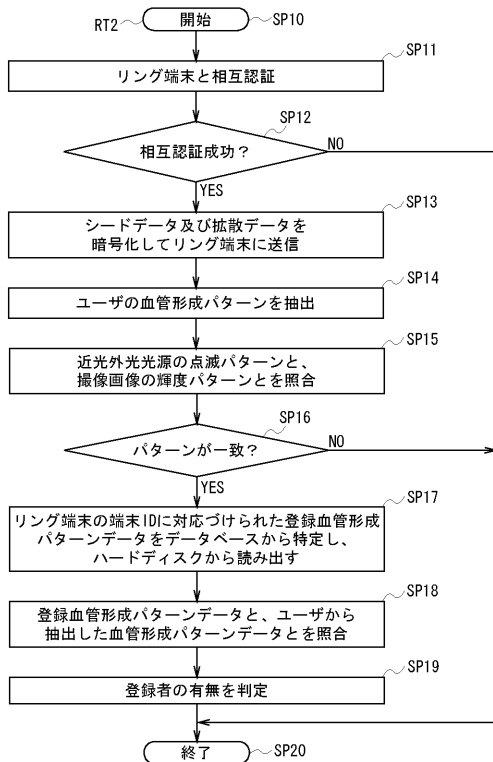 RT2 開始 SP10
SP11
リング端末と相互認証
SP12
相互認証成功？ NO
YES
SP13
シードデータ及び拡散データを
暗号化してリング端末に送信
SP14
ユーザの血管形成パターンを抽出
SP15
近光外光光源の点滅パターンと、
撮像画像の輝度パターンとを照合
SP16
パターンが一致？ NO
YES
SP17
リング端末の端末IDに対応づけられた登録血管形成
パターンデータをデータベースから特定し、
ハードディスクから読み出す
SP18
登録血管形成パターンデータと、ユーザから
抽出した血管形成パターンデータとを照合
SP19
登録者の有無を判定
終了 SP20